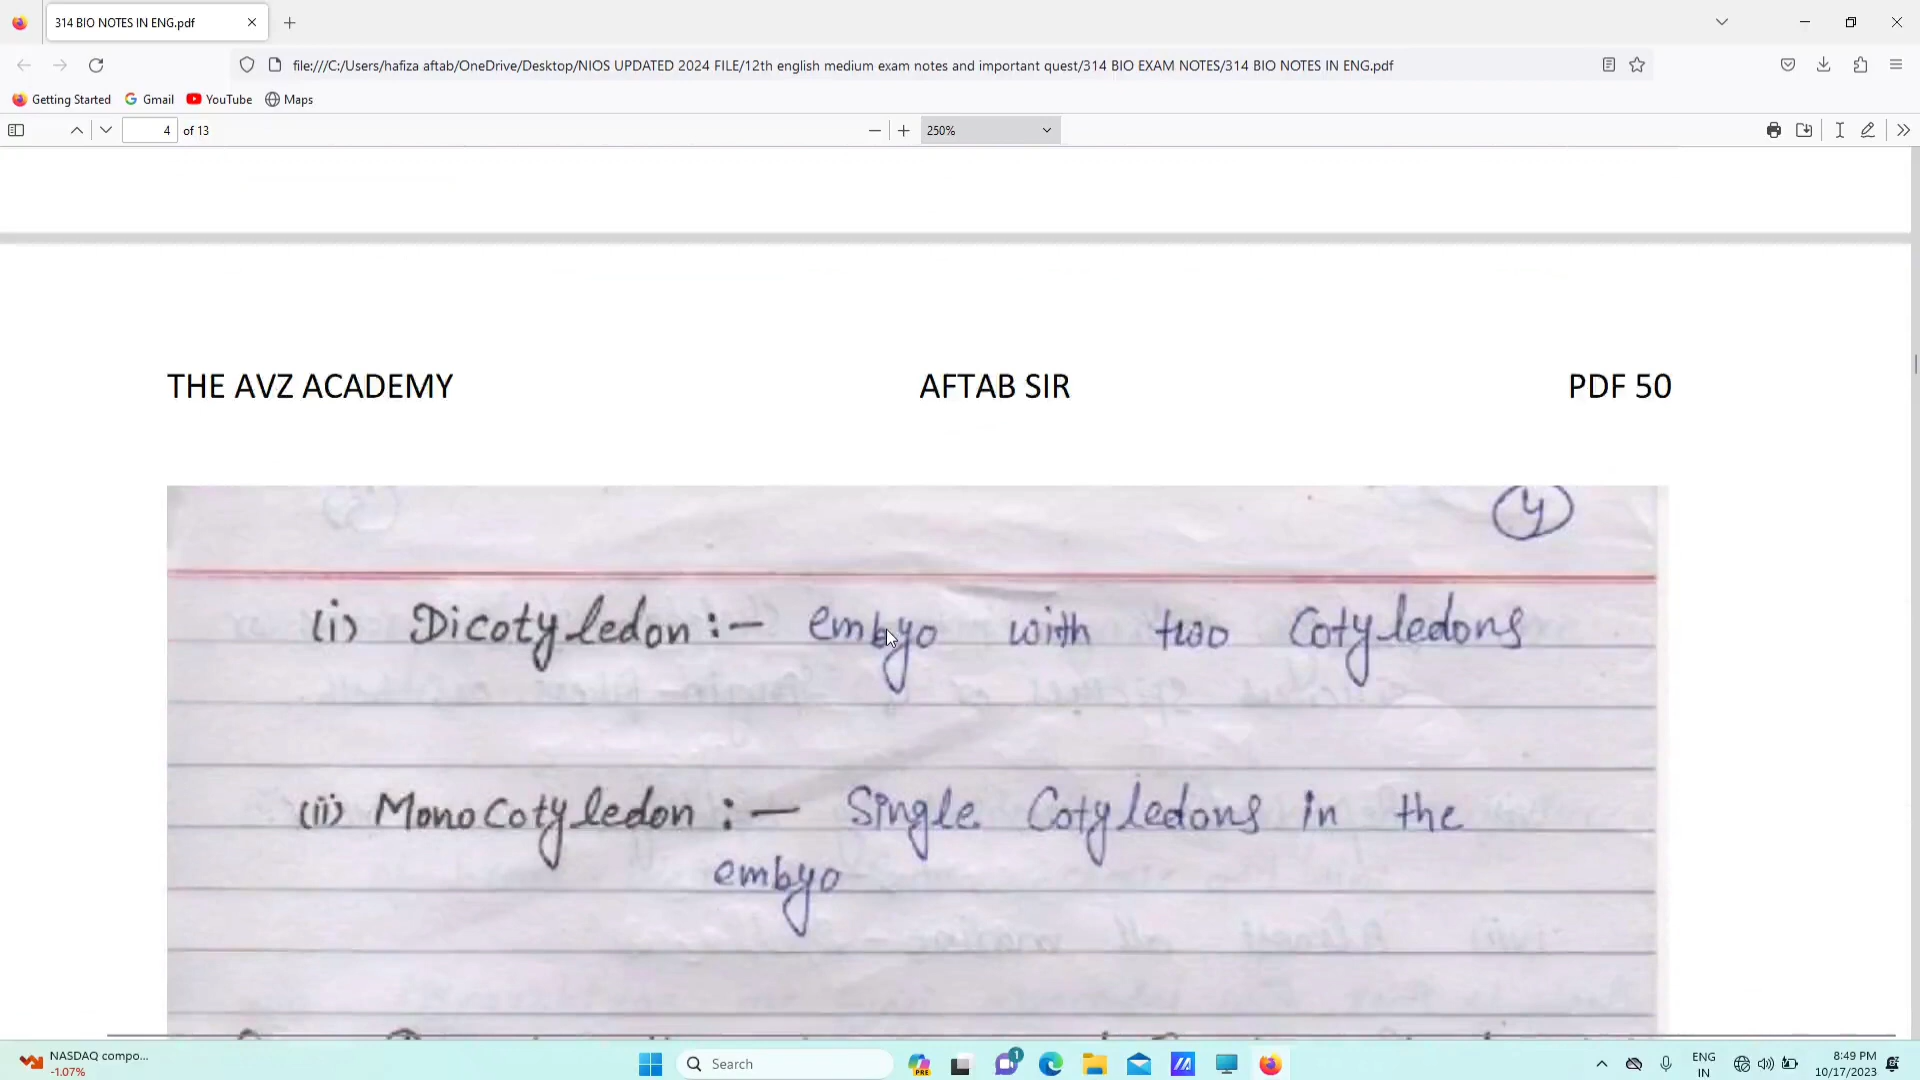 314 BIO NOTES IN ENG.pdf
file:///C:/Users/hafiza aftab/OneDrive/Desktop/NIOS UPDATED 2024 FILE/12th english medium exam notes and important quest/314 BIO EXAM NOTES/314 BIO NOTES IN ENG.pdf
Getting Started Gmail YouTube Maps
4 of 13 250%
THE AVZ ACADEMY AFTAB SIR PDF 50
4
(i) Dicotyledon :- embyo with two Cotyledons
(ii) Monocotyledon :- Single Cotyledons in the
embyo
NASDAQ compo...
-1.07%
Search
PRE
1
ENG
IN
8:49 PM
10/17/2023